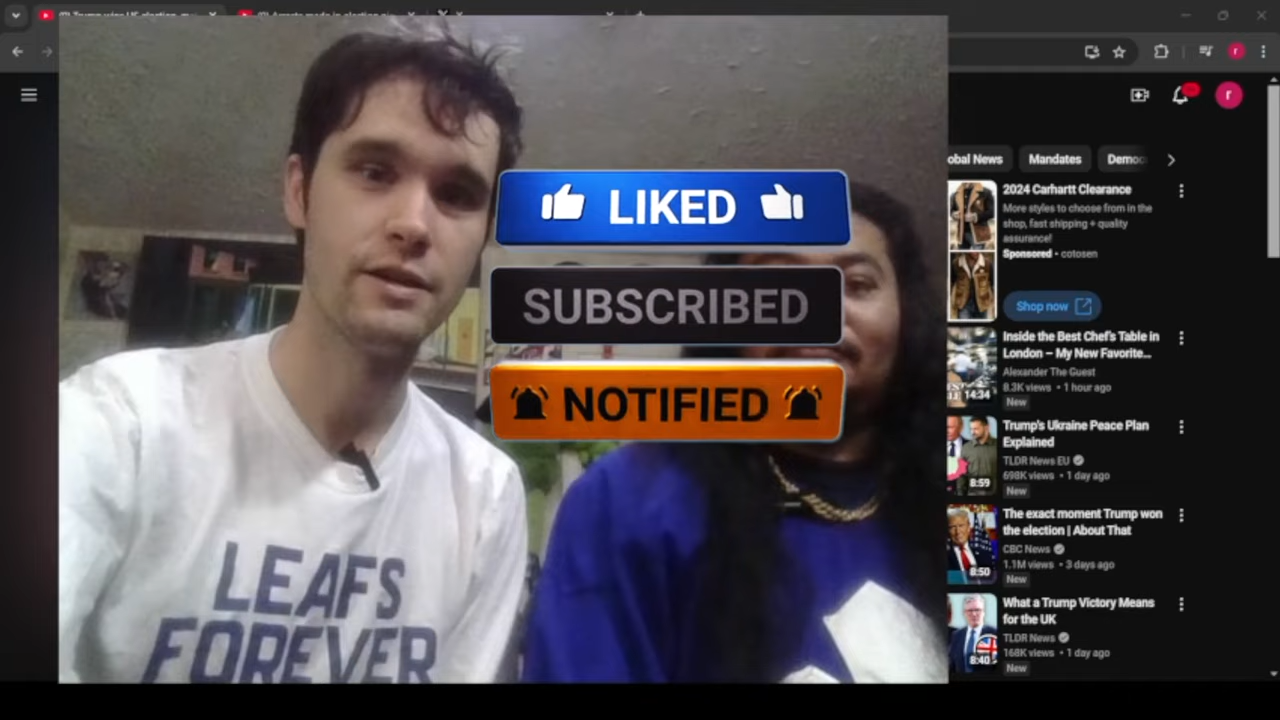 r
r
LIKED
SUBSCRIBED
NOTIFIED
LEAFS
FOREVER
obal News
Mandates
Democ
2024 Carhartt Clearance
More styles to choose from in the
shop, fast shipping + quality
assurance!
Sponsored • cotosen
Shop now
Inside the Best Chef's Table in
London – My New Favorite...
Alexander The Guest
8.3K views • 1 hour ago
New
14:34
Trump's Ukraine Peace Plan
Explained
TLDR News EU
698K views • 1 day ago
New
8:59
The exact moment Trump won
the election | About That
CBC News
1.1M views • 3 days ago
New
8:50
What a Trump Victory Means
for the UK
TLDR News
168K views • 1 day ago
New
8:40